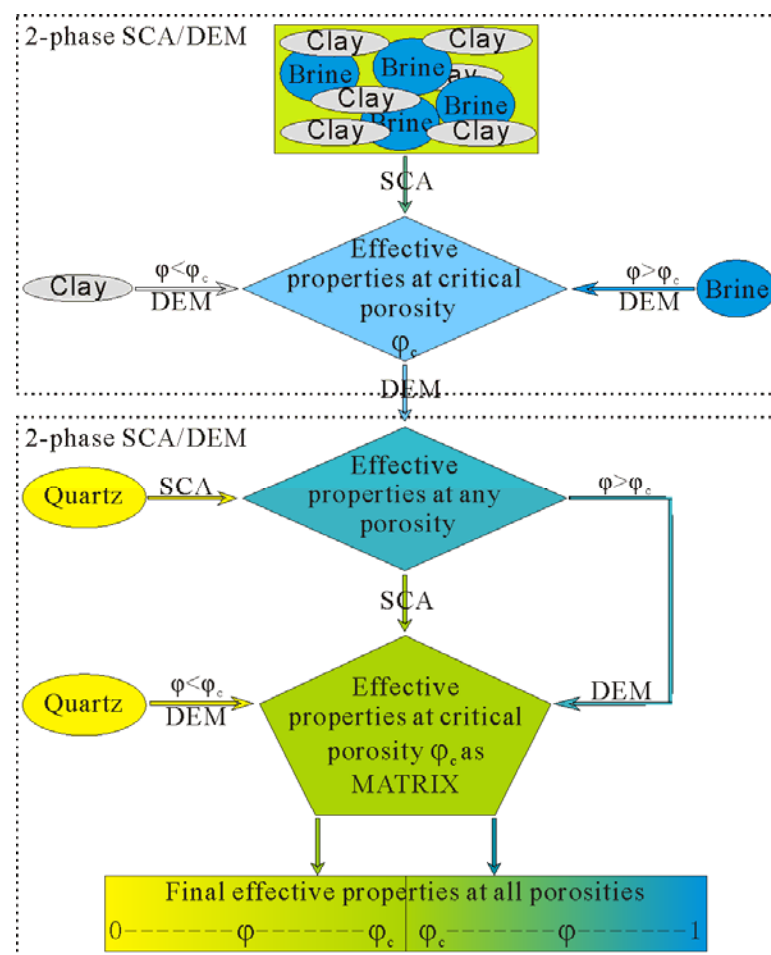 2-phase SCA/DEM
Clay
Clay
Brine
Brine
lay
Clay
Brine
Clay
Brine
Clay
SCA
Effective
properties at critical
porosity
φc
Clay
φ<φc
DEM
φ>φc
DEM
Brine
DEM
2-phase SCA/DEM
Quartz
SCA
Effective
properties at any
porosity
φ>φc
SCA
Quartz
φ<φc
DEM
Effective
properties at critical
porosity φc as
MATRIX
DEM
Final effective properties at all porosities
0-------φ--------φc φc-------φ-------1